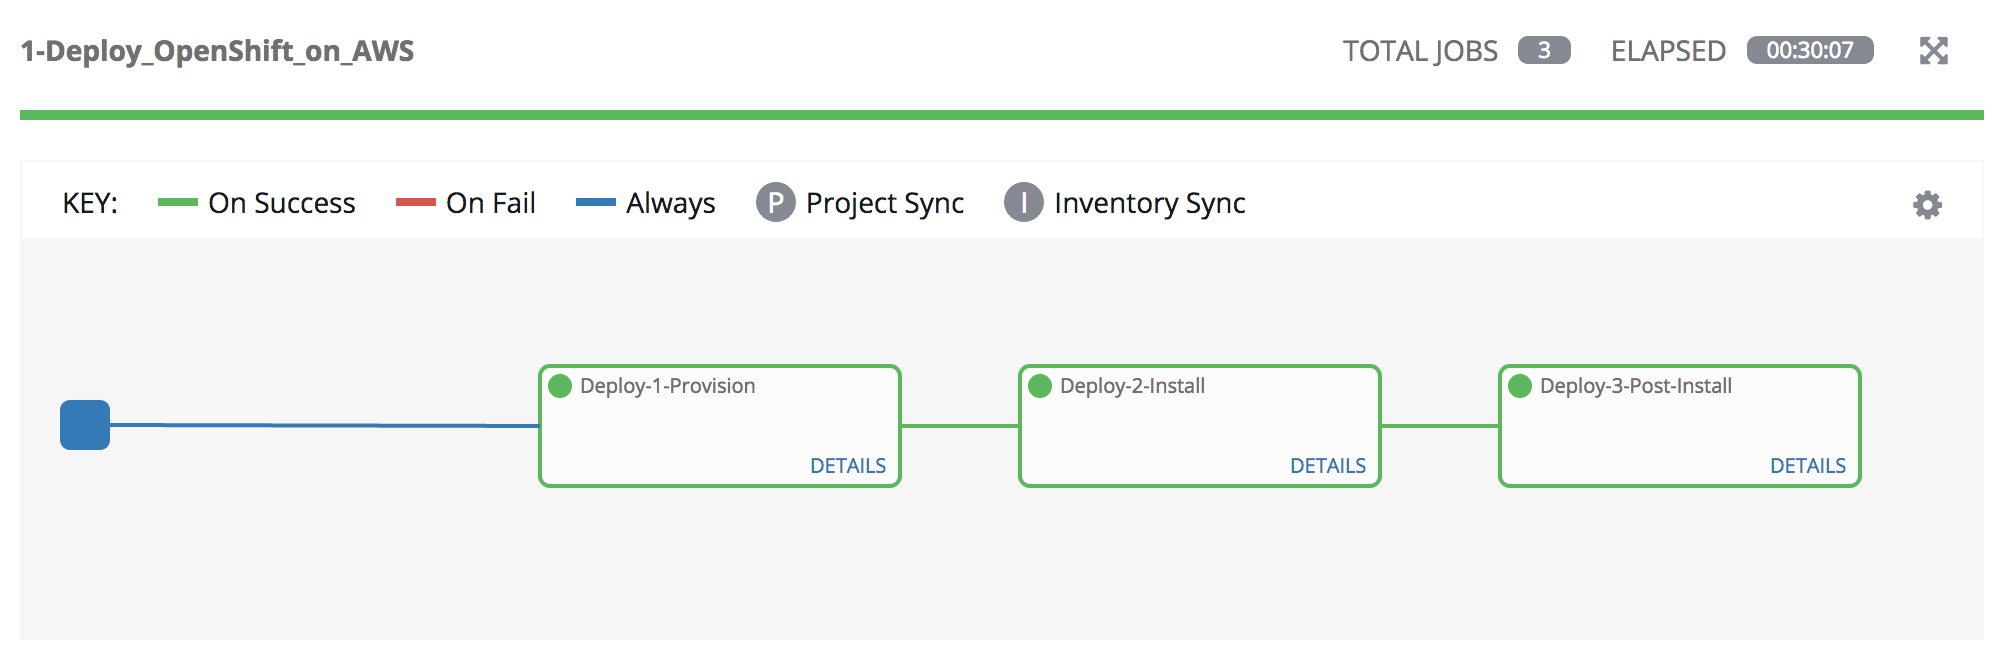 1-Deploy_OpenShift_on_AWS TOTAL JOBS 3 ELAPSED 00:30:07
KEY: On Success On Fail Always P Project Sync I Inventory Sync
Deploy-1-Provision Deploy-2-Install Deploy-3-Post-Install
DETAILS DETAILS DETAILS